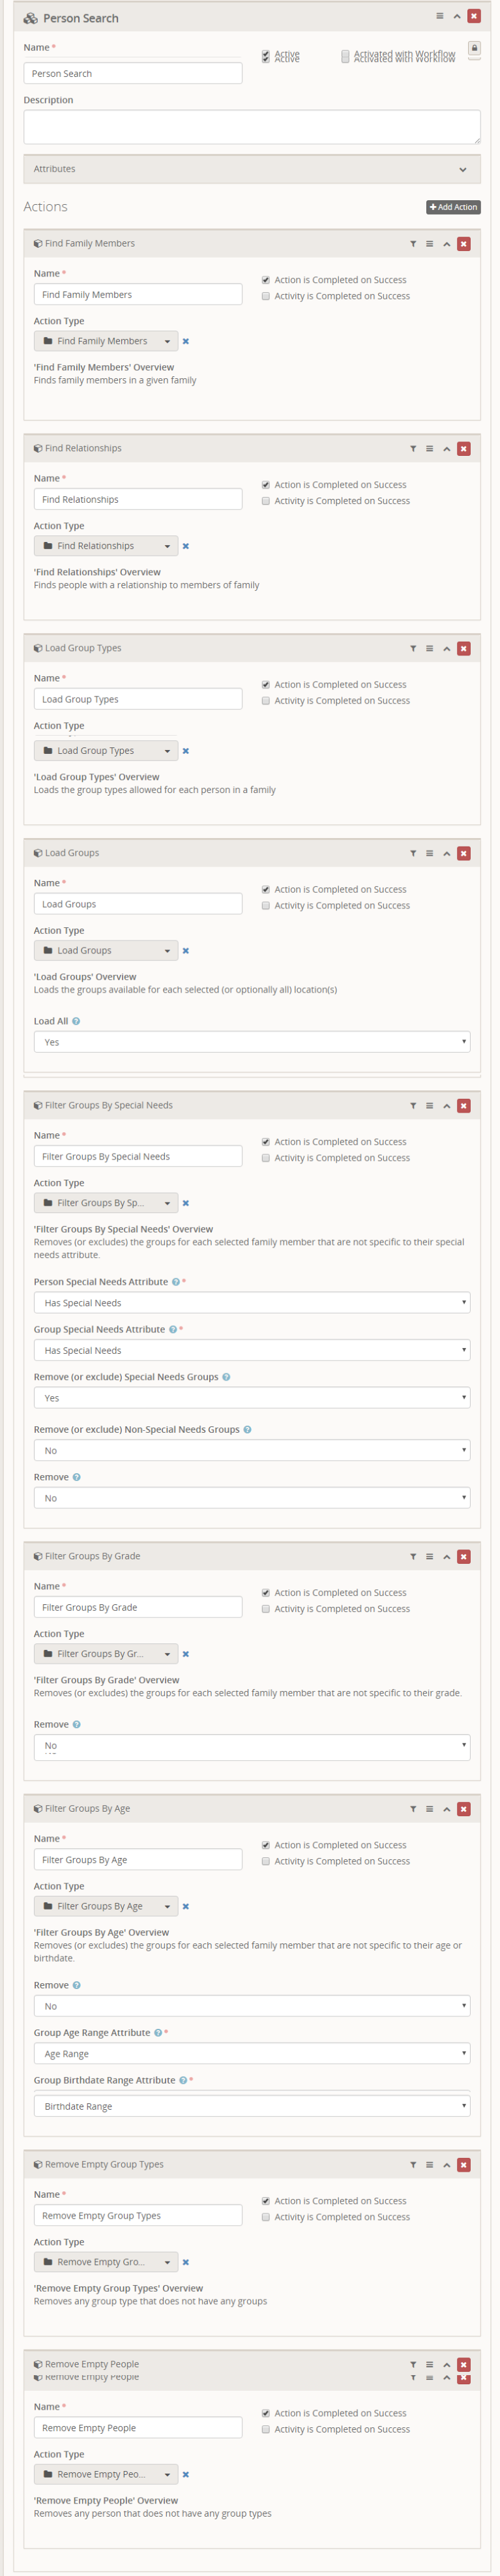 Person Search
Name *
Active
Activated with Workflow
Active
Activated with Workflow
Person Search
Description
Attributes
Actions
+ Add Action
Find Family Members
Name *
Action is Completed on Success
Find Family Members
Activity is Completed on Success
Action Type
Find Family Members
'Find Family Members' Overview
Finds family members in a given family
Find Relationships
Name *
Action is Completed on Success
Find Relationships
Activity is Completed on Success
Action Type
Find Relationships
'Find Relationships' Overview
Finds people with a relationship to members of family
Load Group Types
Name *
Action is Completed on Success
Load Group Types
Activity is Completed on Success
Action Type
Load Group Types
'Load Group Types' Overview
Loads the group types allowed for each person in a family
Load Groups
Name *
Action is Completed on Success
Load Groups
Activity is Completed on Success
Action Type
Load Groups
'Load Groups' Overview
Loads the groups available for each selected (or optionally all) location(s)
Load All
Yes
Filter Groups By Special Needs
Name *
Action is Completed on Success
Filter Groups By Special Needs
Activity is Completed on Success
Action Type
Filter Groups By Sp...
'Filter Groups By Special Needs' Overview
Removes (or excludes) the groups for each selected family member that are not specific to their special
needs attribute.
Person Special Needs Attribute *
Has Special Needs
Group Special Needs Attribute *
Has Special Needs
Remove (or exclude) Special Needs Groups
Yes
Remove (or exclude) Non-Special Needs Groups
No
Remove
No
Filter Groups By Grade
Name *
Action is Completed on Success
Filter Groups By Grade
Activity is Completed on Success
Action Type
Filter Groups By Gr...
'Filter Groups By Grade' Overview
Removes (or excludes) the groups for each selected family member that are not specific to their grade.
Remove
No
Filter Groups By Age
Name *
Action is Completed on Success
Filter Groups By Age
Activity is Completed on Success
Action Type
Filter Groups By Age
'Filter Groups By Age' Overview
Removes (or excludes) the groups for each selected family member that are not specific to their age or
birthdate.
Remove
No
Group Age Range Attribute *
Age Range
Group Birthdate Range Attribute *
Birthdate Range
Remove Empty Group Types
Name *
Action is Completed on Success
Remove Empty Group Types
Activity is Completed on Success
Action Type
Remove Empty Gro...
'Remove Empty Group Types' Overview
Removes any group type that does not have any groups
Remove Empty People
Remove Empty People
Name *
Action is Completed on Success
Remove Empty People
Activity is Completed on Success
Action Type
Remove Empty Peo...
'Remove Empty People' Overview
Removes any person that does not have any group types